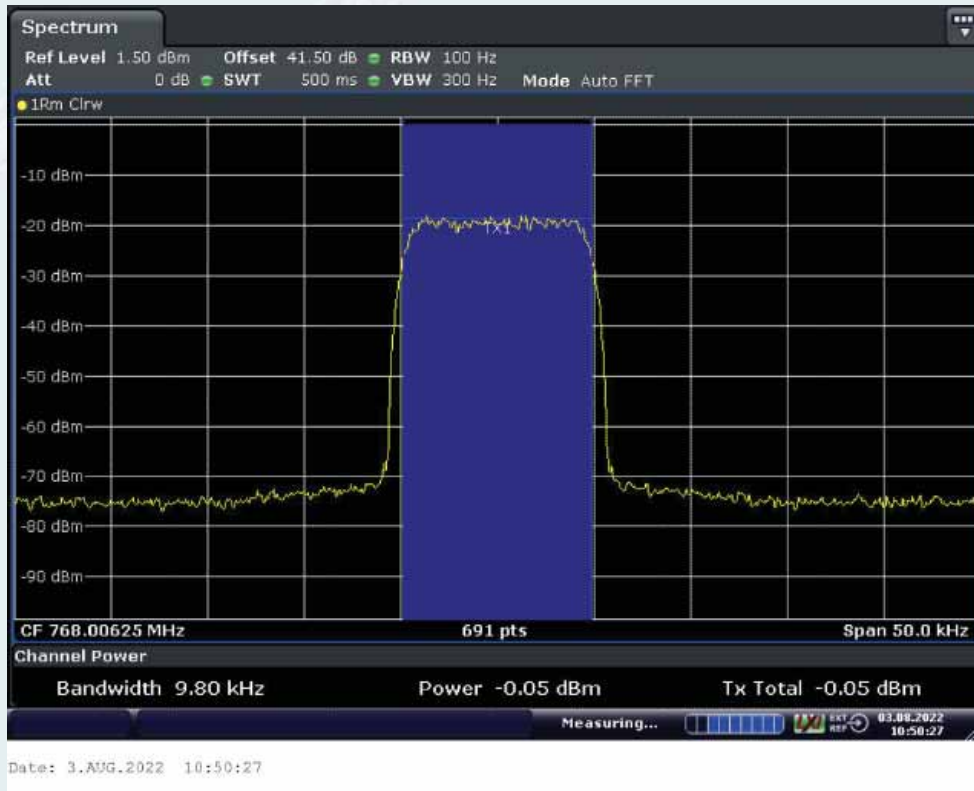 Spectrum
Ref Level 1.50 dBm Offset 41.50 dB RBW 100 Hz
Att 0 dB SWT 500 ms VBW 300 Hz Mode Auto FFT
1Rm Clrw
-10 dBm
-20 dBm
TX1
-30 dBm
-40 dBm
-50 dBm
-60 dBm
-70 dBm
-80 dBm
-90 dBm
CF 768.00625 MHz 691 pts Span 50.0 kHz
Channel Power
Bandwidth 9.80 kHz Power -0.05 dBm Tx Total -0.05 dBm
Measuring... EXT REF 03.08.2022
10:50:27
Date: 3.AUG.2022 10:50:27